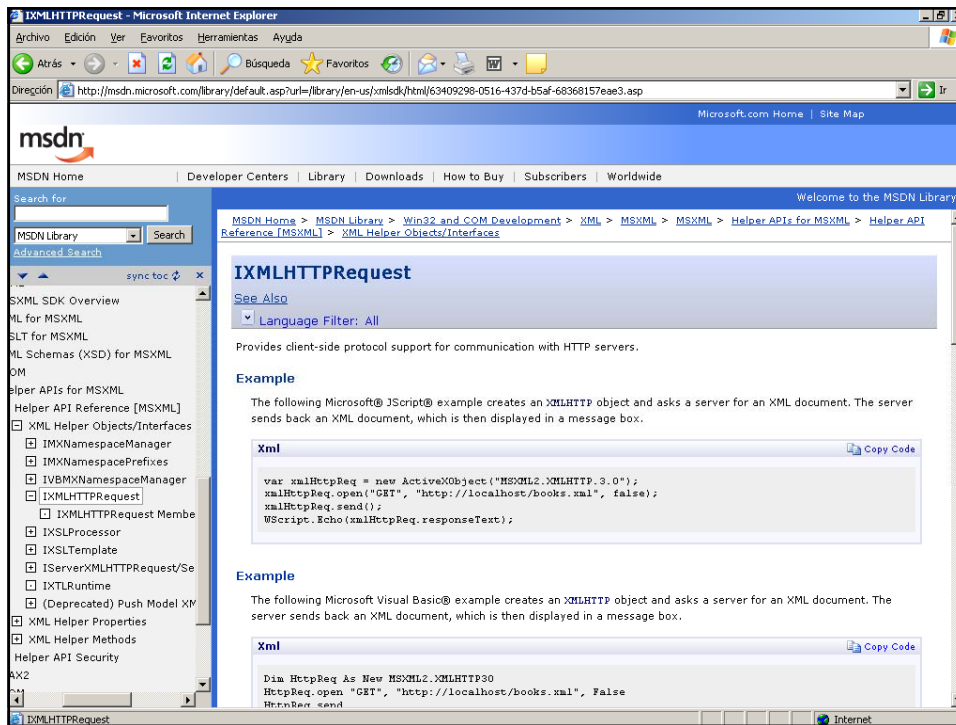 IXMLHTTPRequest - Microsoft Internet Explorer
Archivo Edición Ver Favoritos Herramientas Ayuda
Atrás Búsqueda Favoritos
Dirección http://msdn.microsoft.com/library/default.asp?url=/library/en-us/xmlsdk/html/63409298-0516-437d-b5af-68368157eae3.asp Ir
Microsoft.com Home | Site Map
msdn
MSDN Home | Developer Centers | Library | Downloads | How to Buy | Subscribers | Worldwide
Search for
Welcome to the MSDN Library
MSDN Library Search
Advanced Search
sync toc x
SXML SDK Overview
ML for MSXML
SLT for MSXML
ML Schemas (XSD) for MSXML
OM
elper APIs for MSXML
Helper API Reference [MSXML]
XML Helper Objects/Interfaces
IMXNamespaceManager
IMXNamespacePrefixes
IVBMXNamespaceManager
IXMLHTTPRequest
IXMLHTTPRequest Membe
IXSLProcessor
IXSLTemplate
IServerXMLHTTPRequest/Se
IXTLRuntime
(Deprecated) Push Model XM
XML Helper Properties
XML Helper Methods
Helper API Security
AX2
MSDN Home > MSDN Library > Win32 and COM Development > XML > MSXML > MSXML > Helper APIs for MSXML > Helper API
Reference [MSXML] > XML Helper Objects/Interfaces
IXMLHTTPRequest
See Also
Language Filter: All
Provides client-side protocol support for communication with HTTP servers.
Example
The following Microsoft® JScript® example creates an XMLHTTP object and asks a server for an XML document. The server
sends back an XML document, which is then displayed in a message box.
Xml Copy Code
var xmlHttpReq = new ActiveXObject("MSXML2.XMLHTTP.3.0");
xmlHttpReq.open("GET", "http://localhost/books.xml", false);
xmlHttpReq.send();
WScript.Echo(xmlHttpReq.responseText);
Example
The following Microsoft Visual Basic® example creates an XMLHTTP object and asks a server for an XML document. The
server sends back an XML document, which is then displayed in a message box.
Xml Copy Code
Dim HttpReq As New MSXML2.XMLHTTP30
HttpReq.open "GET", "http://localhost/books.xml", False
HttpReq.send
IXMLHTTPRequest Internet